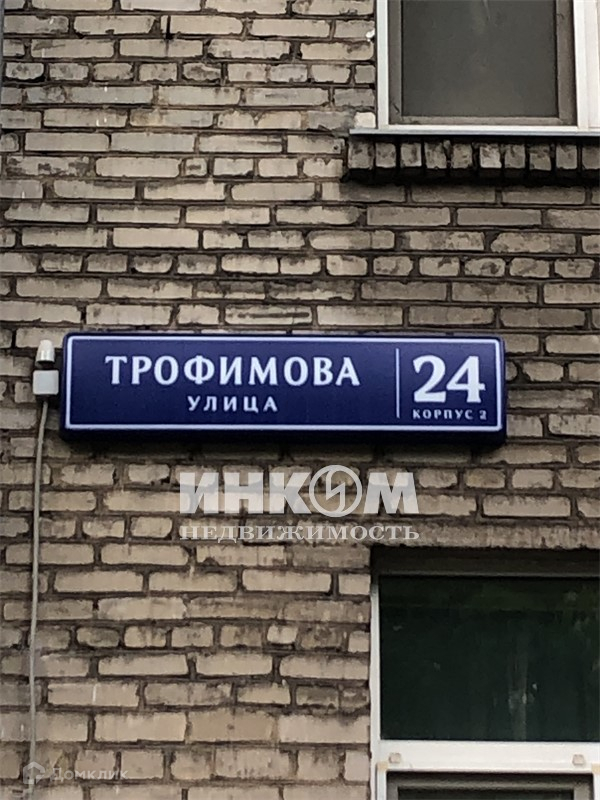 ТРОФИМОВА
УЛИЦА
24
КОРПУС 2
ИНКОМ
НЕДВИЖИМОСТЬ
Домклик